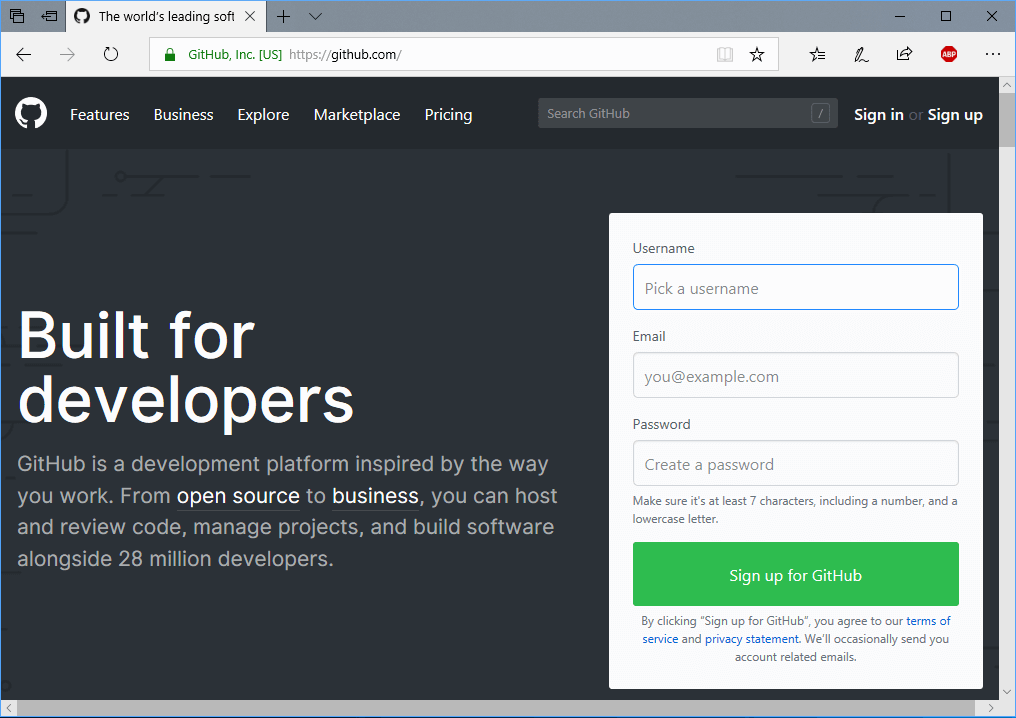 The world's leading soft
GitHub, Inc. [US] https://github.com/
ABP
Features Business Explore Marketplace Pricing
Search GitHub /
Sign in or Sign up
Built for
developers
GitHub is a development platform inspired by the way
you work. From open source to business, you can host
and review code, manage projects, and build software
alongside 28 million developers.
Username
Pick a username
Email
you@example.com
Password
Create a password
Make sure it's at least 7 characters, including a number, and a
lowercase letter.
Sign up for GitHub
By clicking “Sign up for GitHub”, you agree to our terms of
service and privacy statement. We’ll occasionally send you
account related emails.